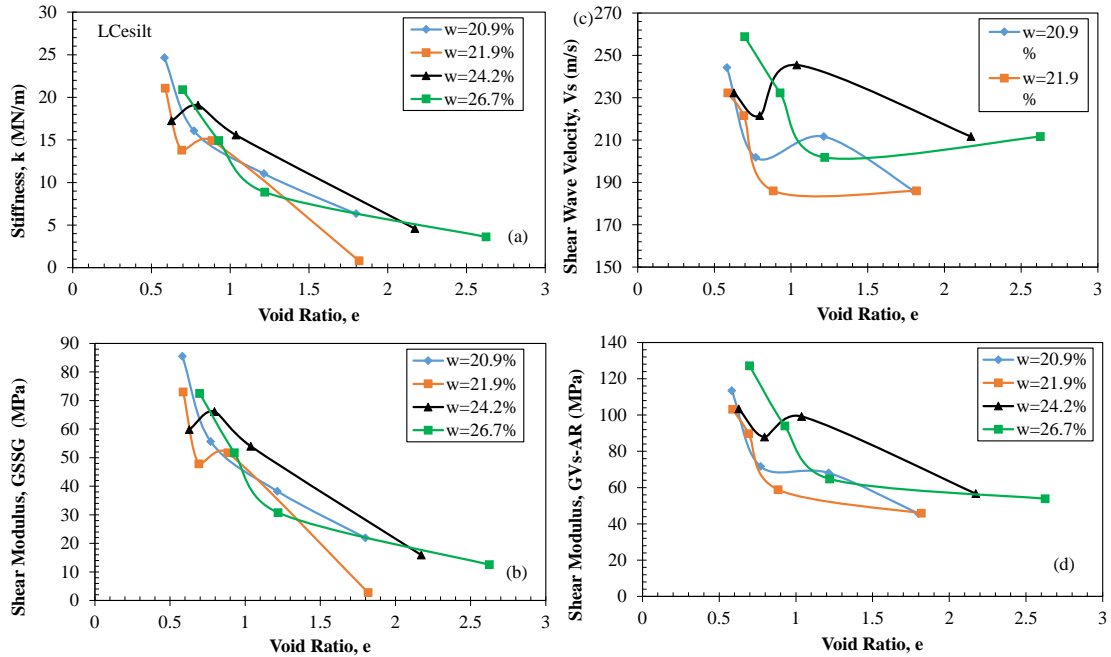 LCesilt
w=20.9%
w=21.9%
w=24.2%
w=26.7%
30
25
20
15
10
5
0
Stiffness, k (MN/m)
(a)
0
0.5
1
1.5
2
2.5
3
Void Ratio, e
(c)
w=20.9
%
w=21.9
%
270
250
230
210
190
170
150
Shear Wave Velocity, Vs (m/s)
0
0.5
1
1.5
2
2.5
3
Void Ratio, e
w=20.9%
w=21.9%
w=24.2%
w=26.7%
90
80
70
60
50
40
30
20
10
0
Shear Modulus, GSSG (MPa)
(b)
0
0.5
1
1.5
2
2.5
3
Void Ratio, e
w=20.9%
w=21.9%
w=24.2%
w=26.7%
140
120
100
80
60
40
20
0
Shear Modulus, GVs-AR (MPa)
(d)
0
0.5
1
1.5
2
2.5
3
Void Ratio, e